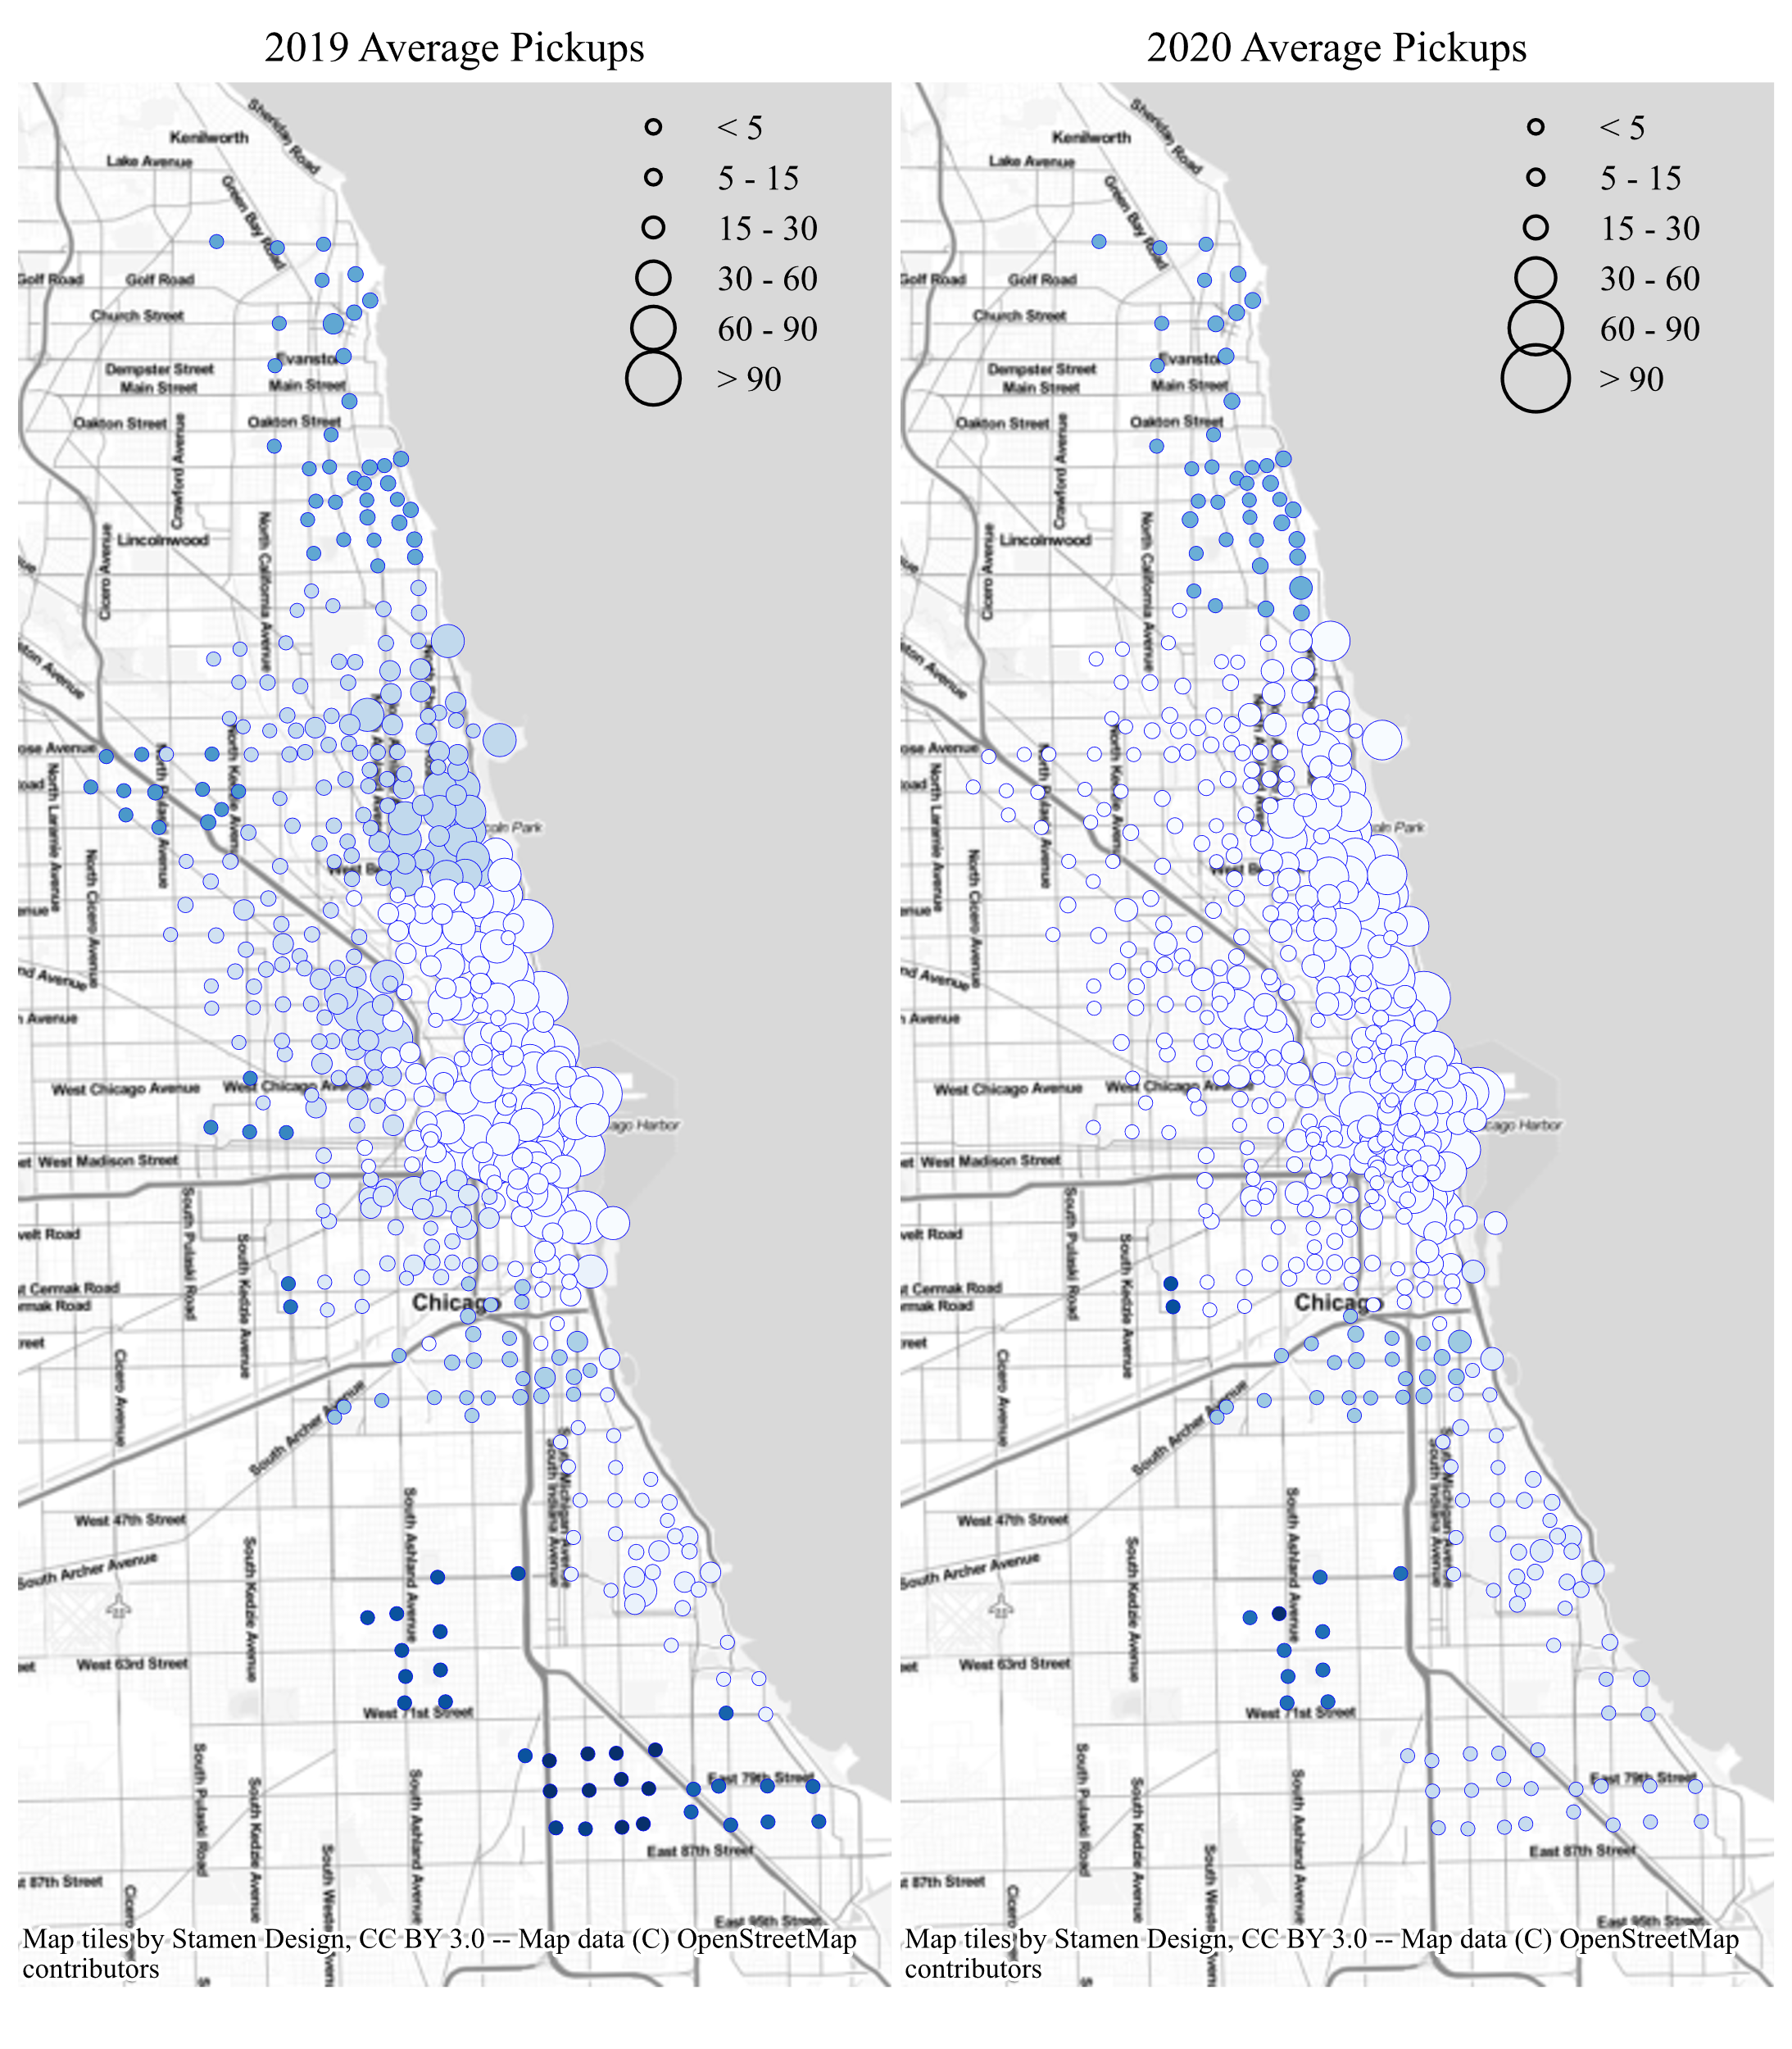 2019 Average Pickups
2020 Average Pickups
Sheridan Road
Kenilworth
Lake Avenue
Green Bay Road
Golf Road
Golf Road
Church Street
Dempster Street
Main Street
Main Street
Oakton Street
Oakton Street
Crawford Avenue
Lincolnwood
Cicero Avenue
North California Avenue
North Laramie Avenue
North Cicero Avenue
West Chicago Avenue
West Chicago Avenue
West Madison Street
South Pulaski Road
South Kedzie Avenue
Cermak Road
Cicero Avenue
South Archer Avenue
West 47th Street
South Archer Avenue
South Ashland Avenue
South Kedzie Avenue
South Michigan Avenue
South Indiana Avenue
West 63rd Street
West 71st Street
East 79th Street
South Pulaski Road
South Kedzie Avenue
South Ashland Avenue
East 87th Street
87th Street
East 95th Street
< 5
5 - 15
15 - 30
30 - 60
60 - 90
> 90
Map tiles by Stamen Design, CC BY 3.0 -- Map data (C) OpenStreetMap
contributors
Sheridan Road
Kenilworth
Lake Avenue
Green Bay Road
Golf Road
Golf Road
Church Street
Dempster Street
Main Street
Main Street
Oakton Street
Oakton Street
Crawford Avenue
Lincolnwood
Cicero Avenue
North California Avenue
North Laramie Avenue
North Cicero Avenue
West Chicago Avenue
West Chicago Avenue
West Madison Street
South Pulaski Road
South Kedzie Avenue
Cermak Road
Cicero Avenue
South Archer Avenue
West 47th Street
South Archer Avenue
South Ashland Avenue
South Kedzie Avenue
South Michigan Avenue
South Indiana Avenue
West 63rd Street
West 71st Street
East 79th Street
South Pulaski Road
South Kedzie Avenue
South Ashland Avenue
East 87th Street
87th Street
East 95th Street
< 5
5 - 15
15 - 30
30 - 60
60 - 90
> 90
Map tiles by Stamen Design, CC BY 3.0 -- Map data (C) OpenStreetMap
contributors